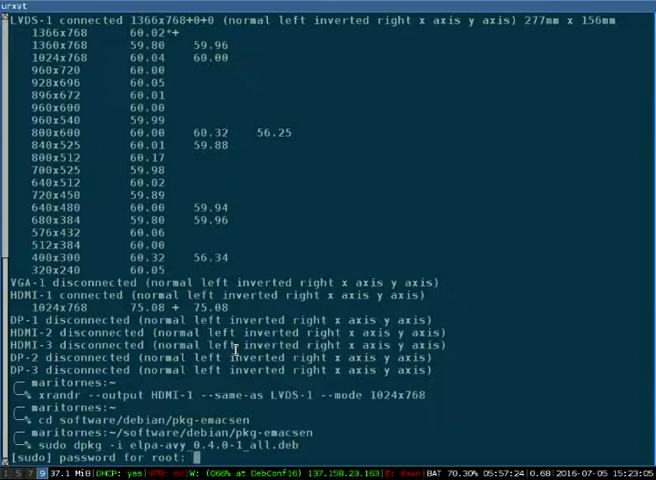 urxvt
LVDS-1 connected 1366x768+0+0 (normal left inverted right x axis y axis) 277mm x 156mm
1366x768 60.02*+
1360x768 59.80 59.96
1024x768 60.04 60.00
960x720 60.00
928x696 60.05
896x672 60.01
960x600 60.00
960x540 59.99
800x600 60.00 60.32 56.25
840x525 60.01 59.88
800x512 60.17
700x525 59.98
640x512 60.02
720x450 59.89
640x480 60.00 59.94
680x384 59.80 59.96
576x432 60.06
512x384 60.00
400x300 60.32 56.34
320x240 60.05
VGA-1 disconnected (normal left inverted right x axis y axis)
HDMI-1 connected (normal left inverted right x axis y axis)
1024x768 75.08 + 75.08
DP-1 disconnected (normal left inverted right x axis y axis)
HDMI-2 disconnected (normal left inverted right x axis y axis)
HDMI-3 disconnected (normal left inverted right x axis y axis)
DP-2 disconnected (normal left inverted right x axis y axis)
DP-3 disconnected (normal left inverted right x axis y axis)
maritornes:~
% xrandr --output HDMI-1 --same-as LVDS-1 --mode 1024x768
maritornes:~
% cd software/debian/pkg-emacsen
maritornes:~/software/debian/pkg-emacsen
% sudo dpkg -i elpa-avy_0.4.0-1_all.deb
[sudo] password for root:
1 5 7 9 37.1 MiB|DHCP: yes| |W: (066% at DebConf16) 137.158.23.163| |BAT 70.30% 05:57:24|0.68|2016-07-05 15:23:05